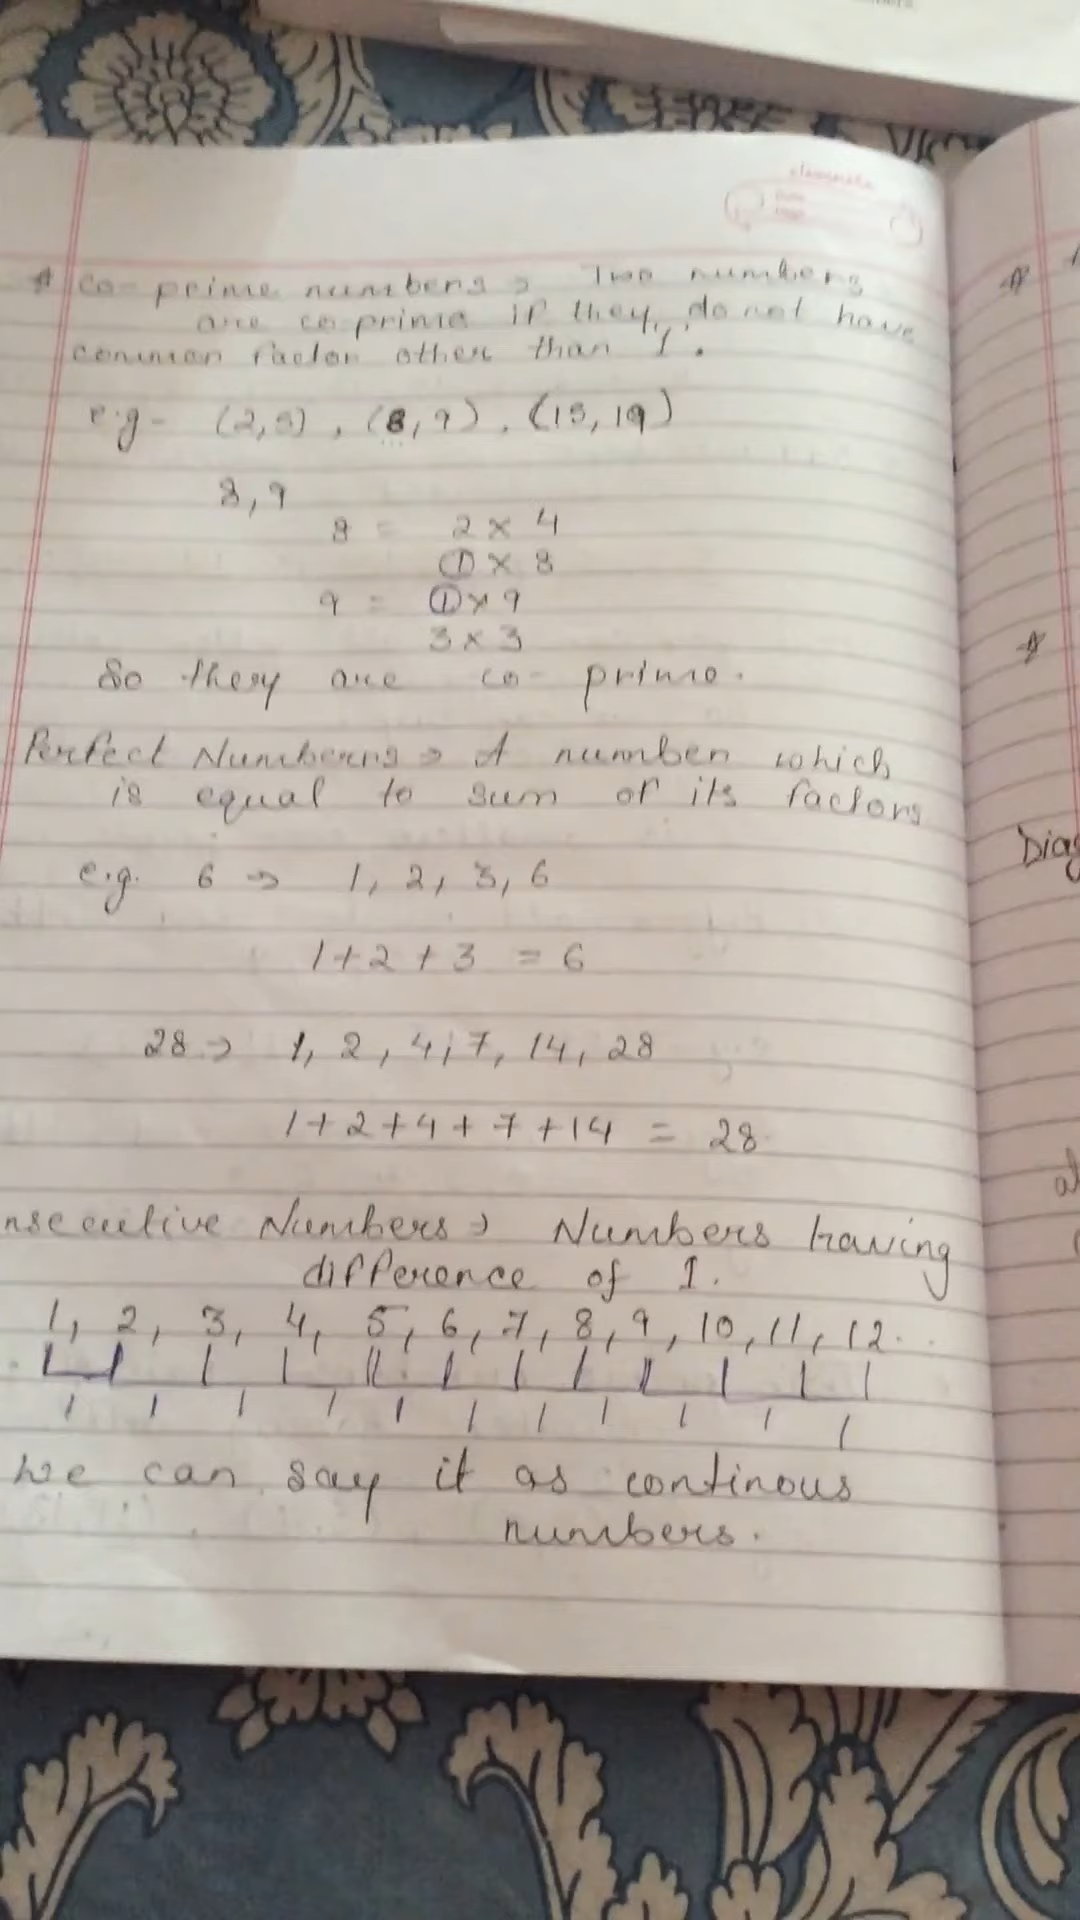 co-prime numbers → Two numbers
are co prime if they do not have
common factor other than 1.
e.g- (2,5), (8,9), (15,19)
8,9
8 = 2 × 4
1 × 8
9 = 1 × 9
3 × 3
So they are co-prime.
Perfect Numbers → A number which
is equal to sum of its factors
e.g. 6 → 1, 2, 3, 6
1+2+3 = 6
28 → 1, 2, 4, 7, 14, 28
1+2+4+7+14 = 28
nsecutive Numbers → Numbers having
difference of 1.
1, 2, 3, 4, 5, 6, 7, 8, 9, 10, 11, 12..
1 1 1 1 1 1 1 1 1 1 1
we can say it as continous
numbers.
Diag